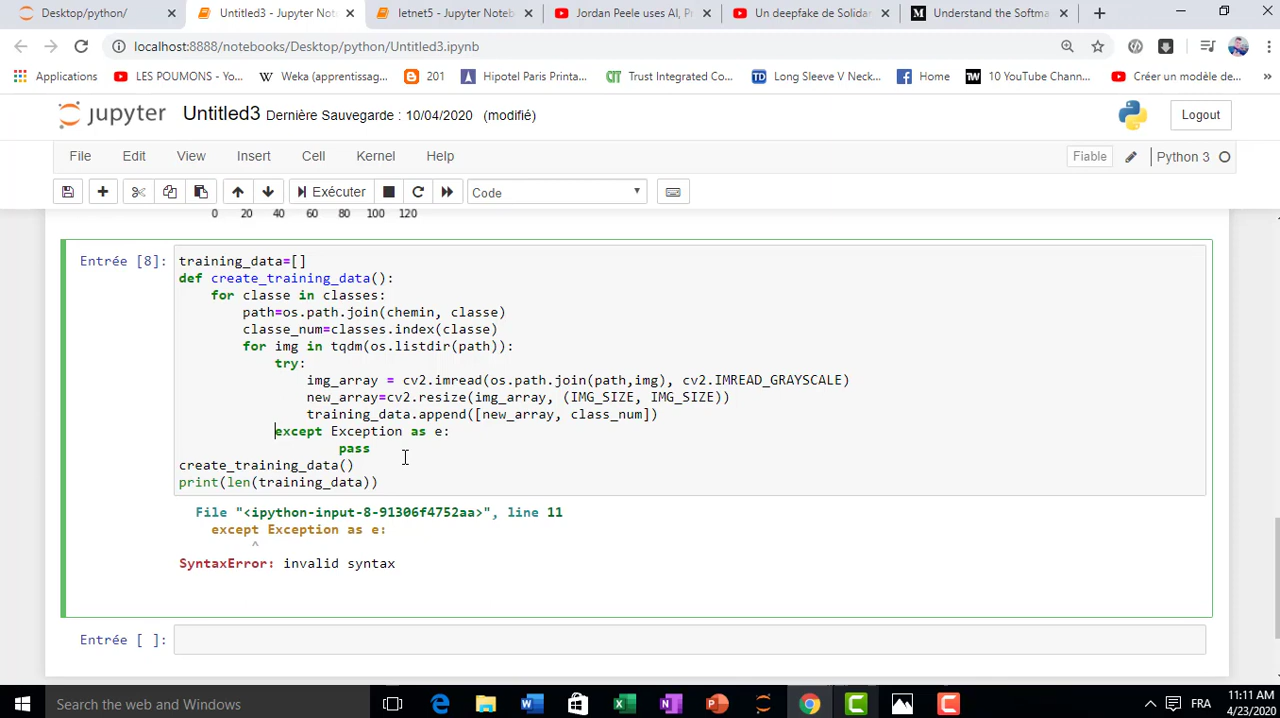 Desktop/python/
Untitled3 - Jupyter Not
letnet5 - Jupyter Notebook
Jordan Peele uses AI, Pr
Un deepfake de Solidar
Understand the Softma
localhost:8888/notebooks/Desktop/python/Untitled3.ipynb
Applications
LES POUMONS - Yo...
Weka (apprentissag...
201
Hipotel Paris Printa...
Trust Integrated Co...
Long Sleeve V Neck...
Home
10 YouTube Chann...
Créer un modèle de...
jupyter Untitled3 Dernière Sauvegarde : 10/04/2020 (modifié)
Logout
File Edit View Insert Cell Kernel Help
Fiable
Python 3
Exécuter
Code
0 20 40 60 80 100 120
Entrée [8]:
training_data=[]
def create_training_data():
for classe in classes:
path=os.path.join(chemin, classe)
classe_num=classes.index(classe)
for img in tqdm(os.listdir(path)):
try:
img_array = cv2.imread(os.path.join(path,img), cv2.IMREAD_GRAYSCALE)
new_array=cv2.resize(img_array, (IMG_SIZE, IMG_SIZE))
training_data.append([new_array, class_num])
except Exception as e:
pass
create_training_data()
print(len(training_data))
File "<ipython-input-8-91306f4752aa>", line 11
except Exception as e:
^
SyntaxError: invalid syntax
Entrée [ ]:
Search the web and Windows
FRA
11:11 AM
4/23/2020